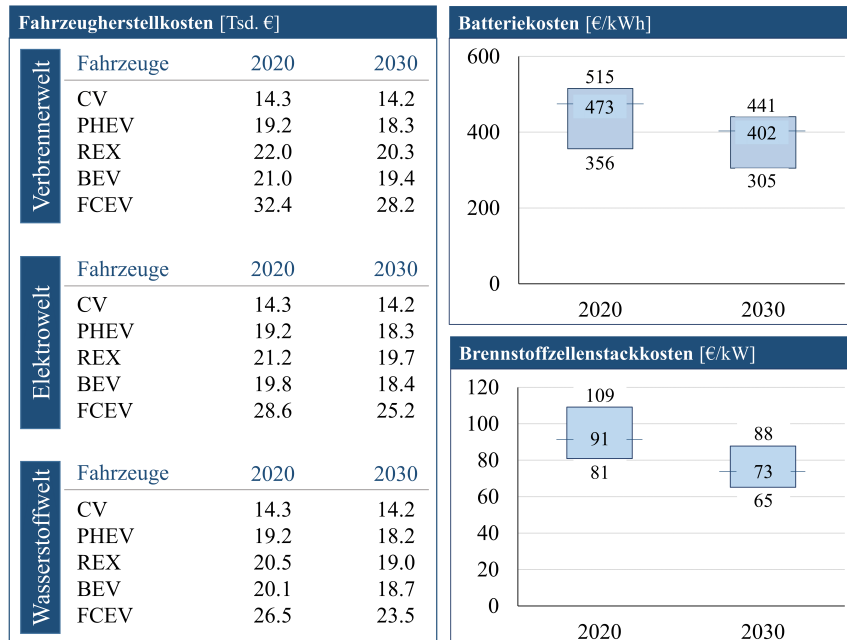 Fahrzeugherstellkosten [Tsd. €]
Verbrennerwelt
Fahrzeuge 2020 2030
CV 14.3 14.2
PHEV 19.2 18.3
REX 22.0 20.3
BEV 21.0 19.4
FCEV 32.4 28.2
Elektrowelt
Fahrzeuge 2020 2030
CV 14.3 14.2
PHEV 19.2 18.3
REX 21.2 19.7
BEV 19.8 18.4
FCEV 28.6 25.2
Wasserstoffwelt
Fahrzeuge 2020 2030
CV 14.3 14.2
PHEV 19.2 18.2
REX 20.5 19.0
BEV 20.1 18.7
FCEV 26.5 23.5
Batteriekosten [€/kWh]
600
400
200
0
515
473
356
441
402
305
2020 2030
Brennstoffzellenstackkosten [€/kW]
120
100
80
60
40
20
0
109
91
81
88
73
65
2020 2030